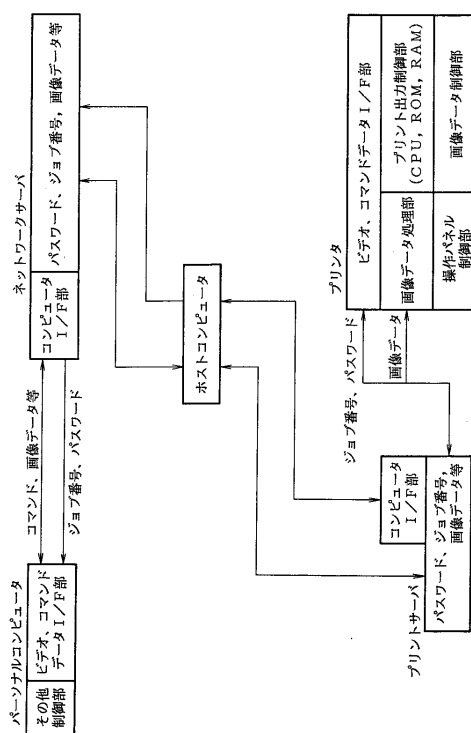 パーソナルコンピュータ
その他
制御部
ビデオ、コマンド
データI/F部
コマンド、画像データ等
ジョブ番号、パスワード
ネットワークサーバ
コンピュータ
I/F部
パスワード、ジョブ番号，画像データ等
ホストコンピュータ
プリントサーバ
コンピュータ
I/F部
パスワード、ジョブ番号，
画像データ等
ジョブ番号、パスワード
画像データ
プリンタ
ビデオ、コマンドデータI/F部
画像データ処理部
プリント出力制御部
(CPU, ROM, RAM)
操作パネル
制御部
画像データ制御部